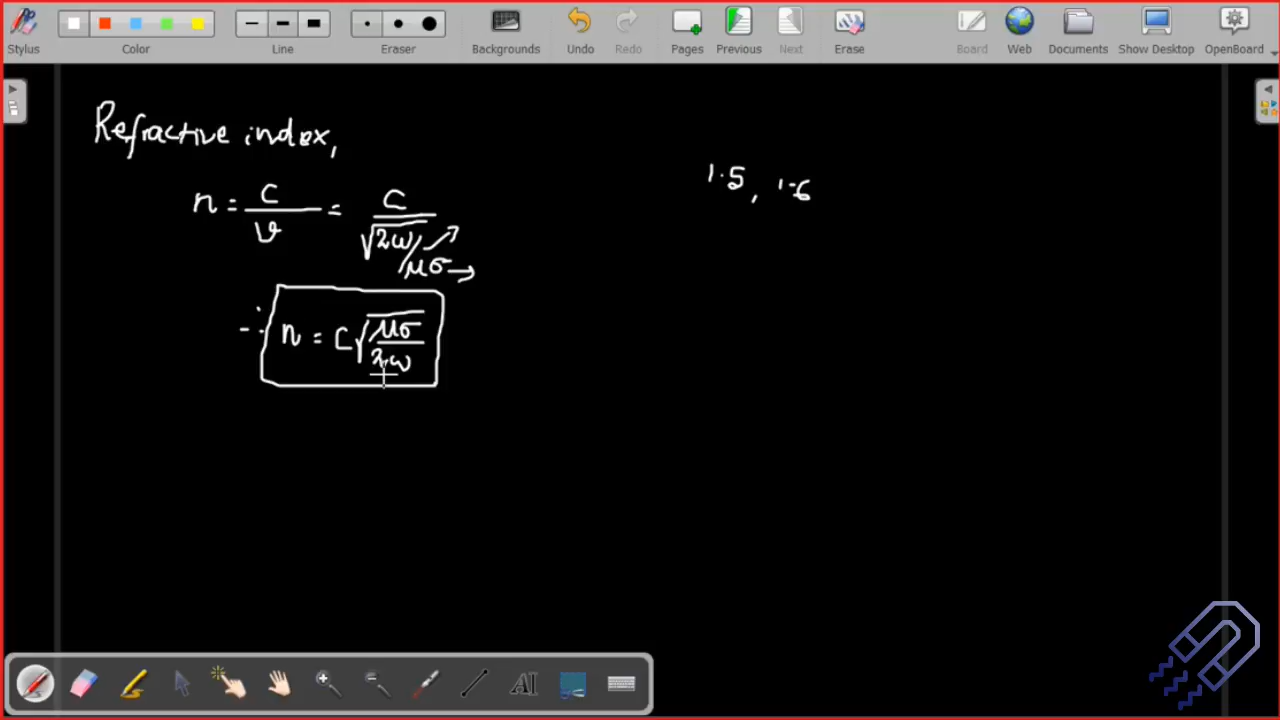 Stylus
Color
Line
Eraser
Backgrounds
Undo
Redo
Pages
Previous
Next
Erase
Board
Web
Documents
Show Desktop
OpenBoard
Refractive index,
1.5, 1.6
n = c/v = c/√(2ω/μσ)
∴ n = c√(μσ/2ω)
AI